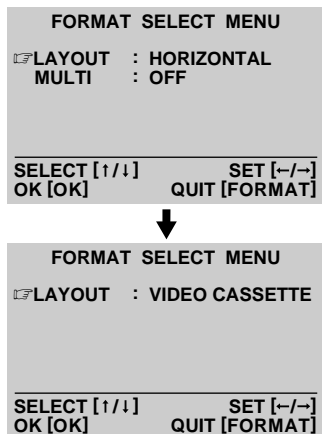 FORMAT SELECT MENU
☞LAYOUT : HORIZONTAL
MULTI : OFF
SELECT [↑/↓] SET [←/→]
OK [OK] QUIT [FORMAT]
FORMAT SELECT MENU
☞LAYOUT : VIDEO CASSETTE
SELECT [↑/↓] SET [←/→]
OK [OK] QUIT [FORMAT]